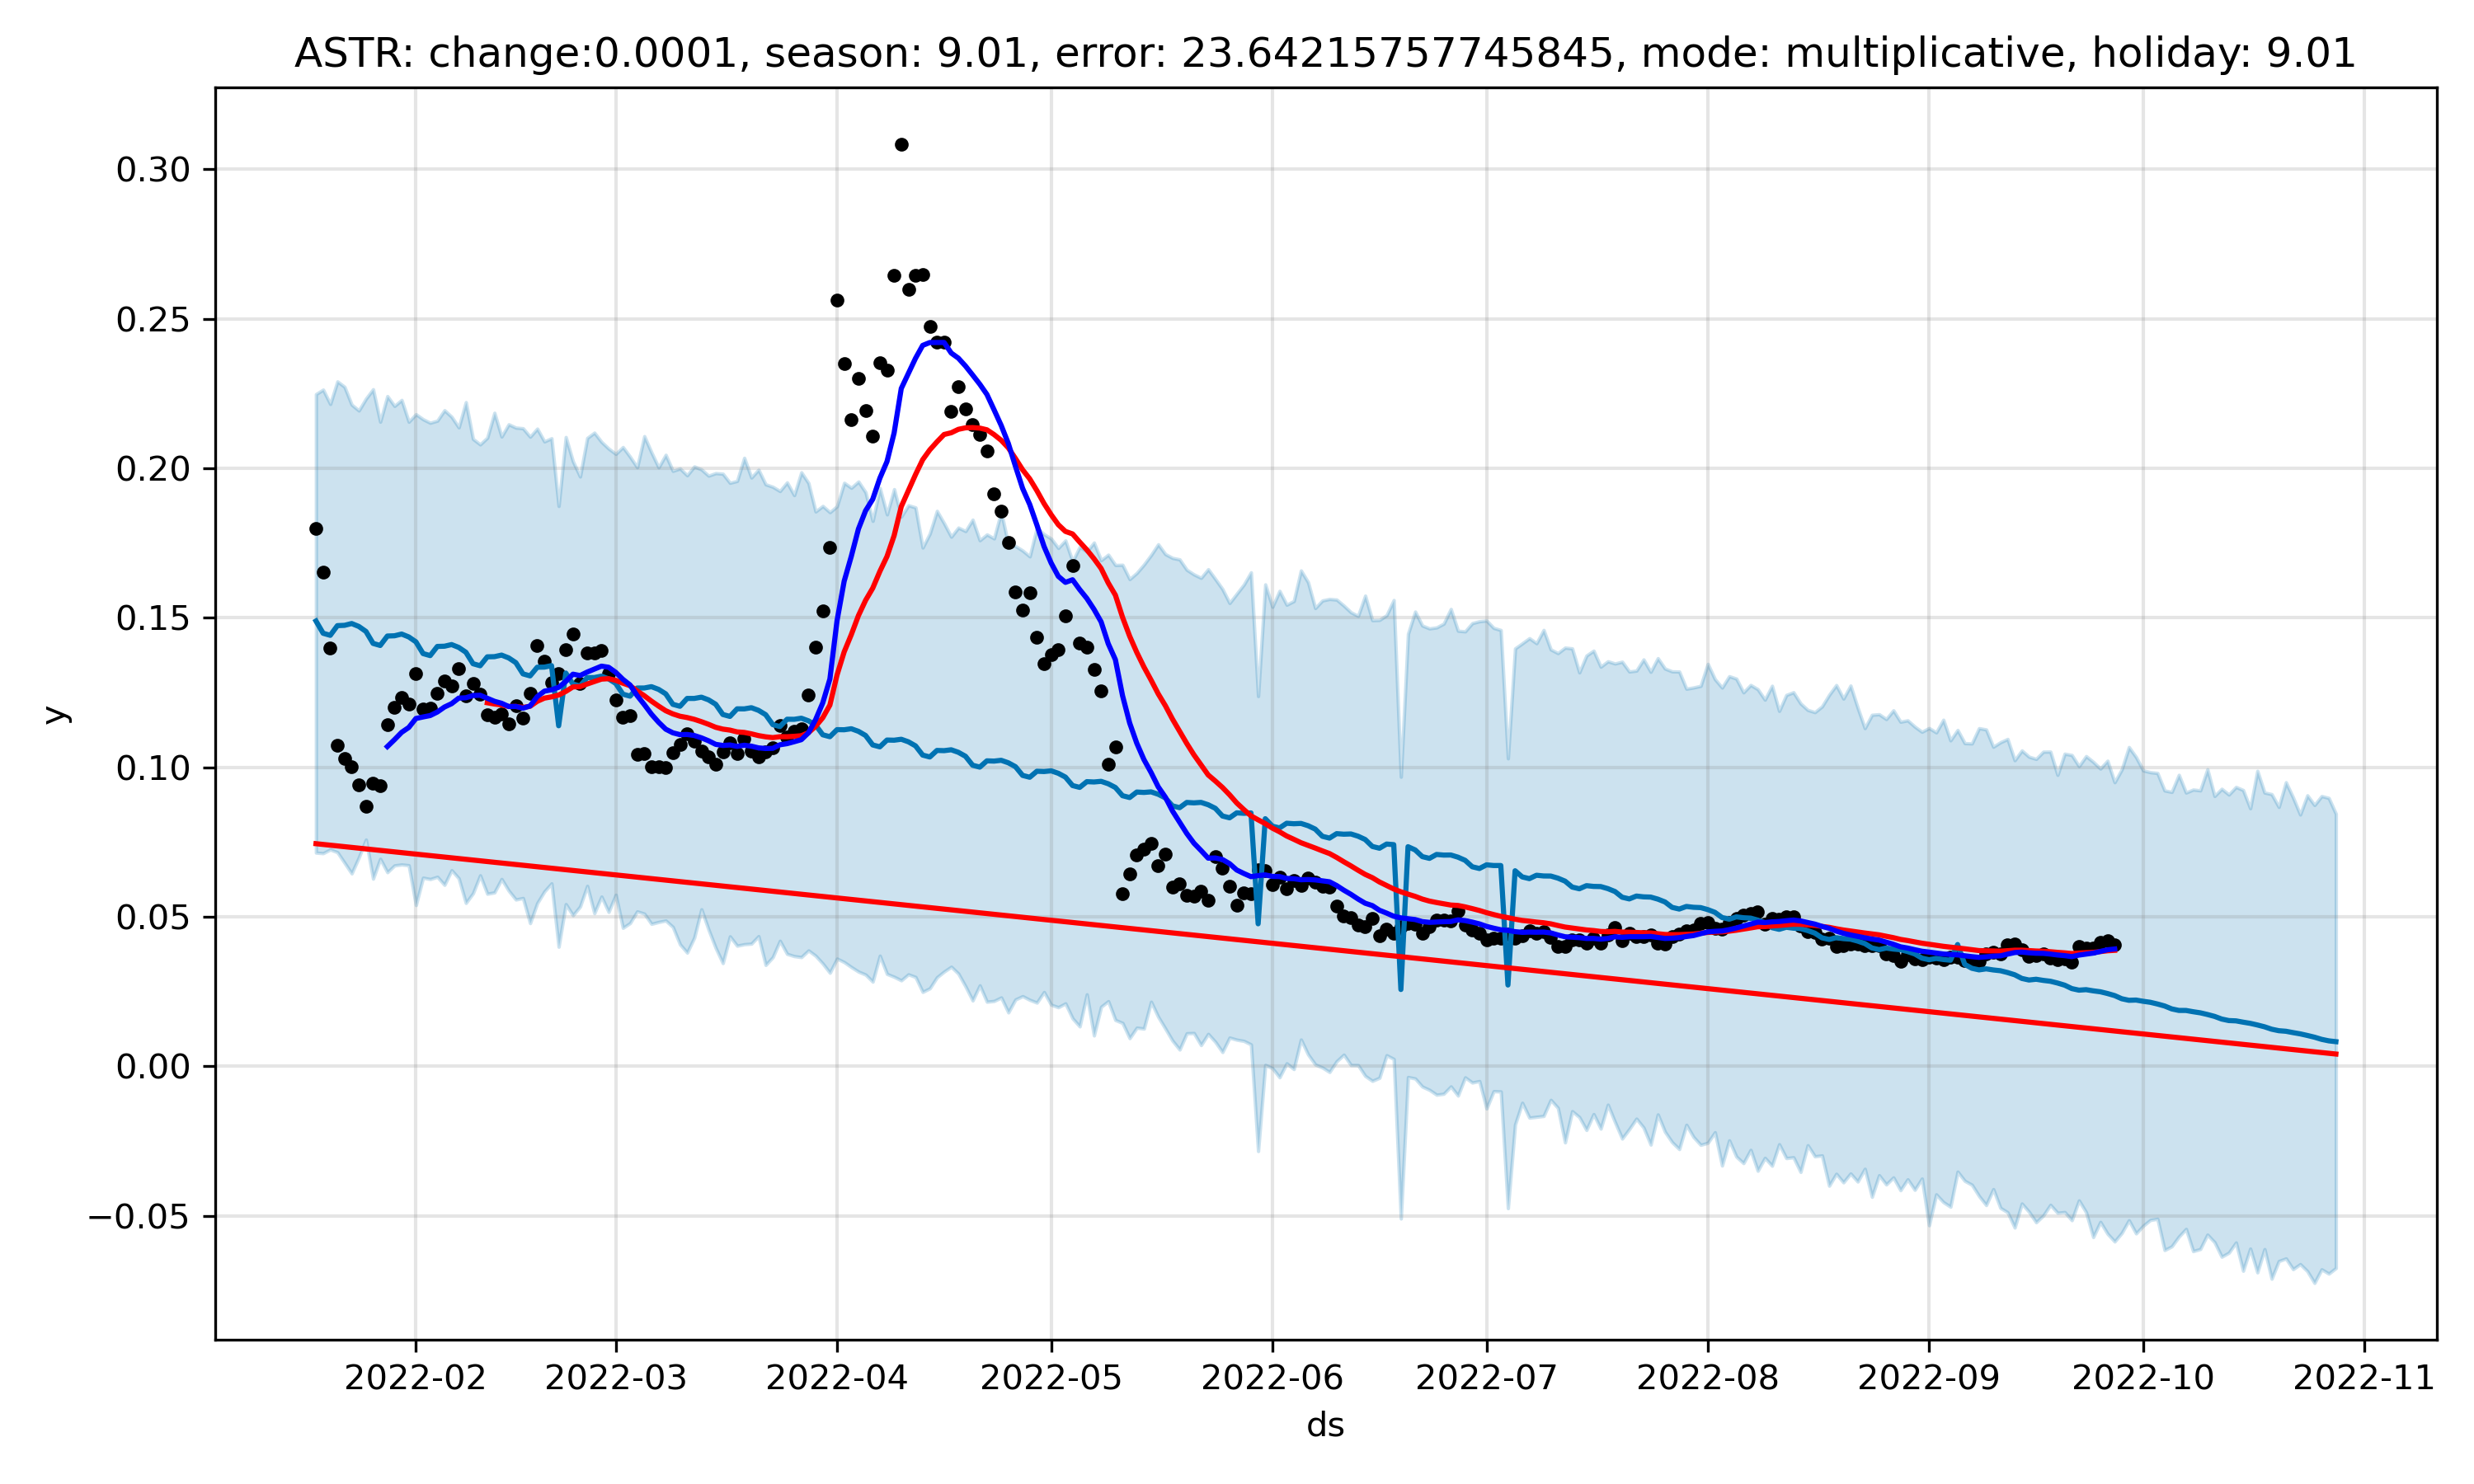 ASTR: change:0.0001, season: 9.01, error: 23.64215757745845, mode: multiplicative, holiday: 9.01
y
0.30
0.25
0.20
0.15
0.10
0.05
0.00
−0.05
2022-02 2022-03 2022-04 2022-05 2022-06 2022-07 2022-08 2022-09 2022-10 2022-11
ds